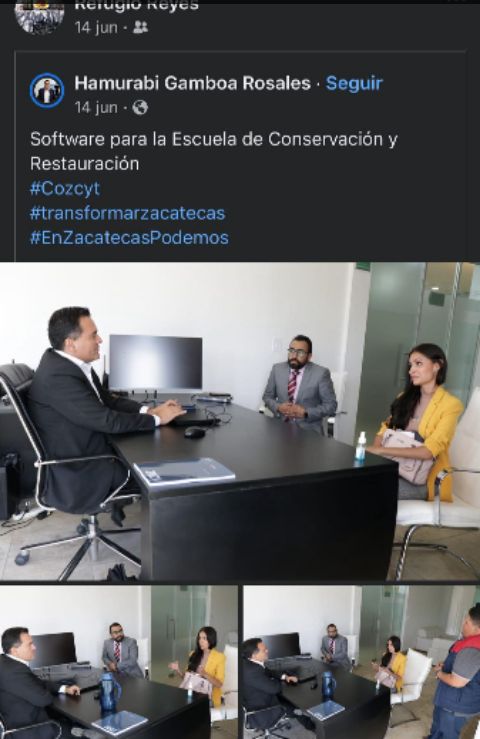 Refugio Reyes
14 jun ·
Hamurabi Gamboa Rosales · Seguir
14 jun ·
Software para la Escuela de Conservación y
Restauración
#Cozcyt
#transformarzacatecas
#EnZacatecasPodemos